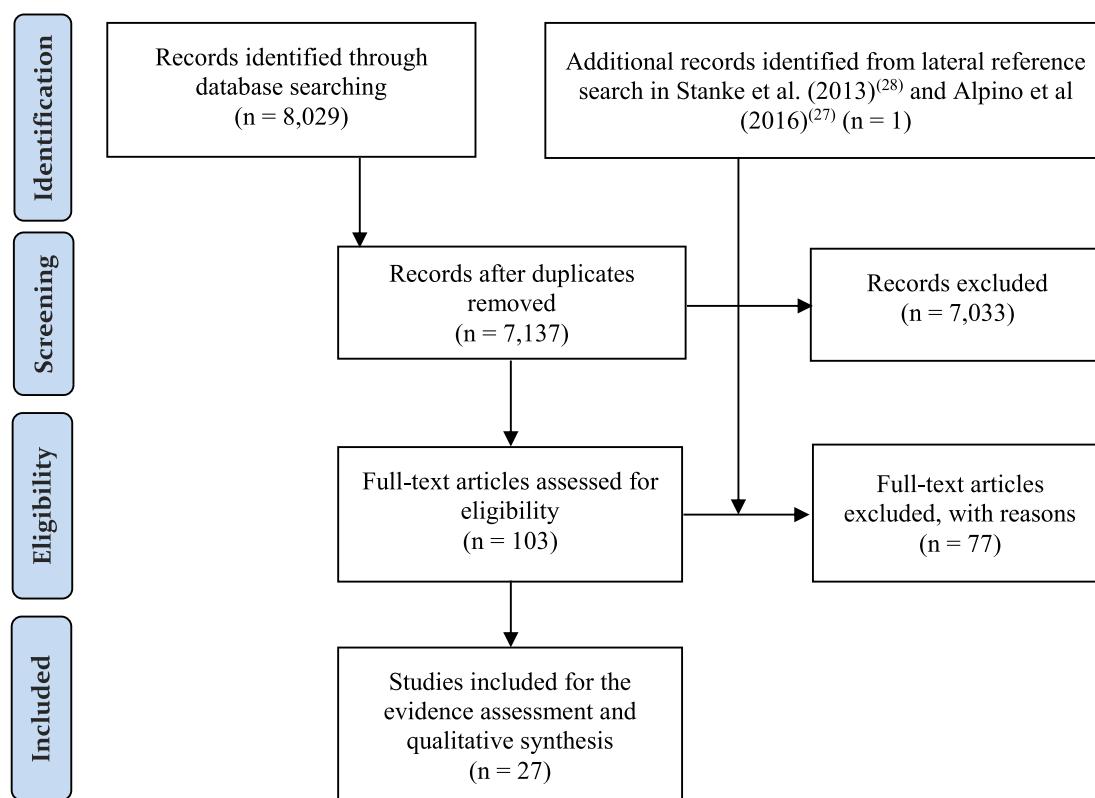 Identification
Records identified through
database searching
(n = 8,029)
Additional records identified from lateral reference
search in Stanke et al. (2013)(28) and Alpino et al
(2016)(27) (n = 1)
Screening
Records after duplicates
removed
(n = 7,137)
Records excluded
(n = 7,033)
Eligibility
Full-text articles assessed for
eligibility
(n = 103)
Full-text articles
excluded, with reasons
(n = 77)
Included
Studies included for the
evidence assessment and
qualitative synthesis
(n = 27)